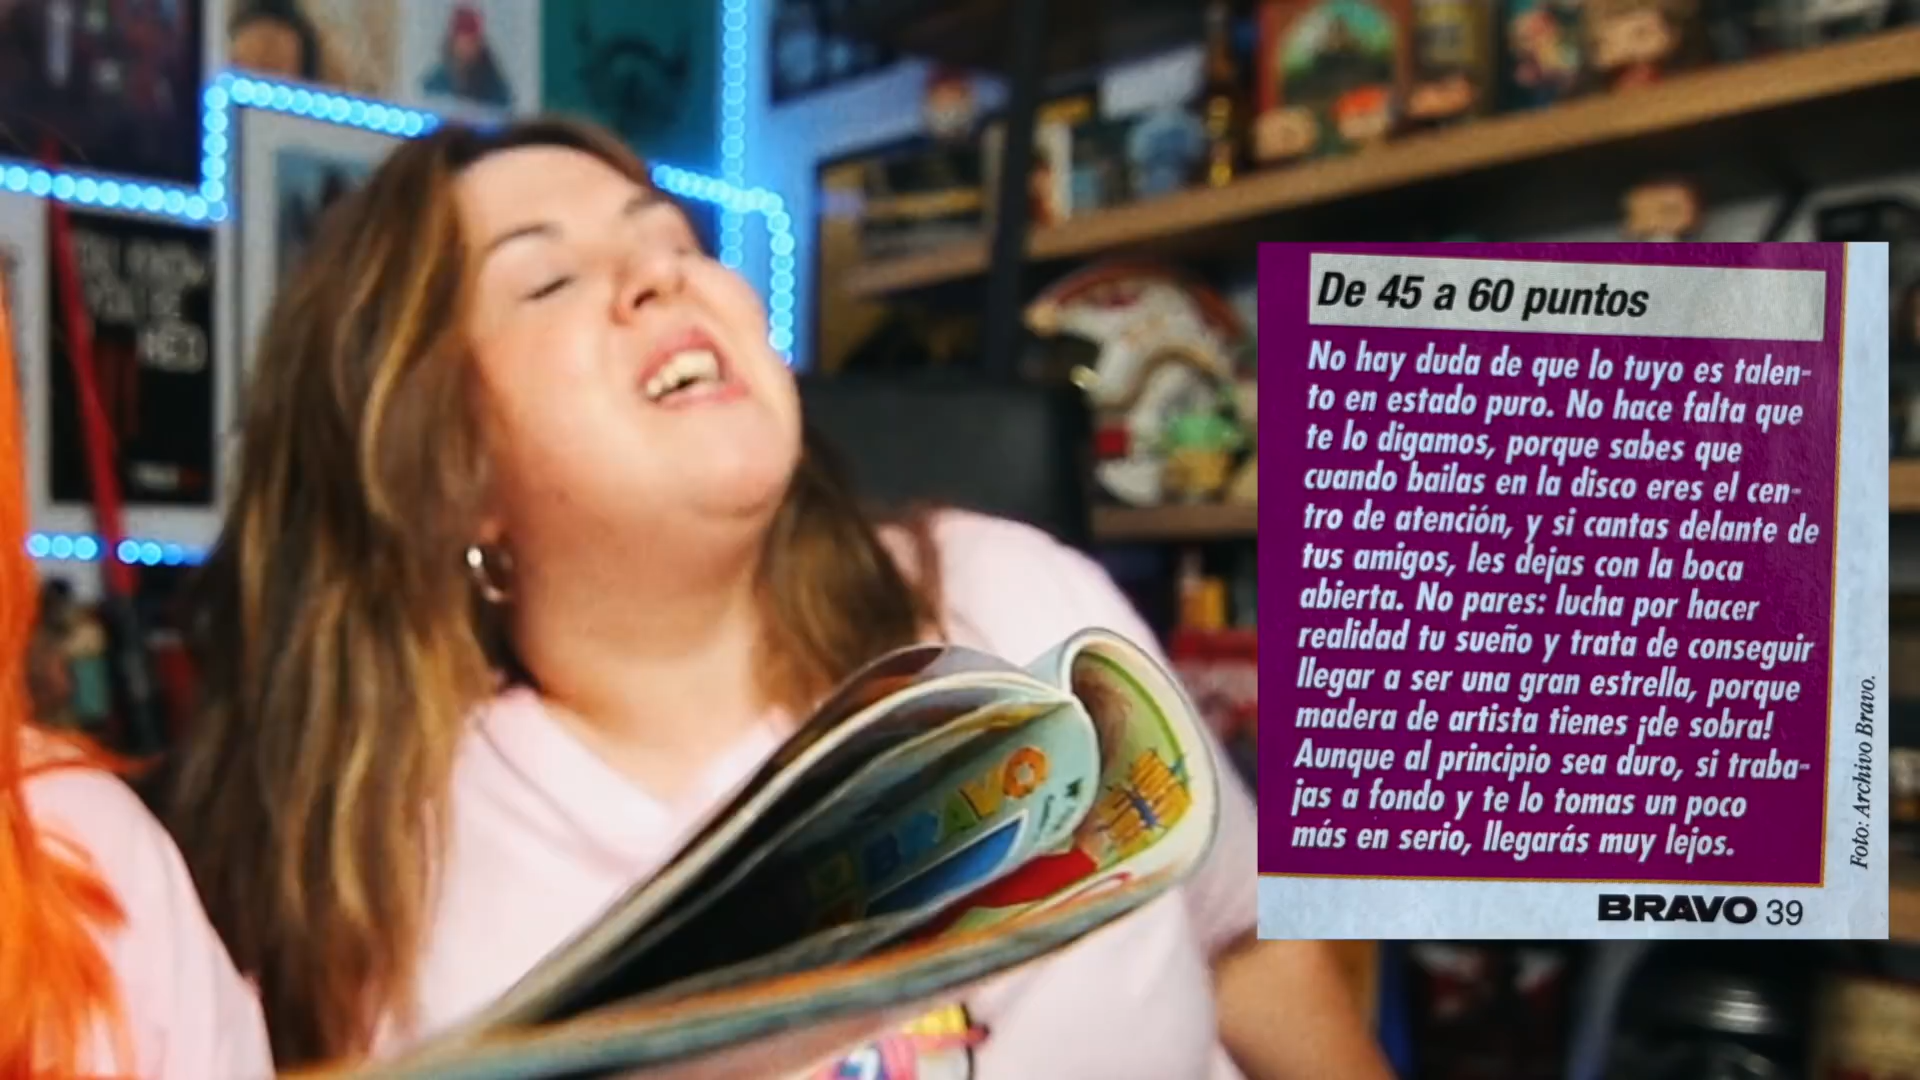 De 45 a 60 puntos
No hay duda de que lo tuyo es talen-
to en estado puro. No hace falta que
te lo digamos, porque sabes que
cuando bailas en la disco eres el cen-
tro de atención, y si cantas delante de
tus amigos, les dejas con la boca
abierta. No pares: lucha por hacer
realidad tu sueño y trata de conseguir
llegar a ser una gran estrella, porque
madera de artista tienes ¡de sobra!
Aunque al principio sea duro, si traba-
jas a fondo y te lo tomas un poco
más en serio, llegarás muy lejos.
Foto: Archivo Bravo.
BRAVO 39
BRAVO